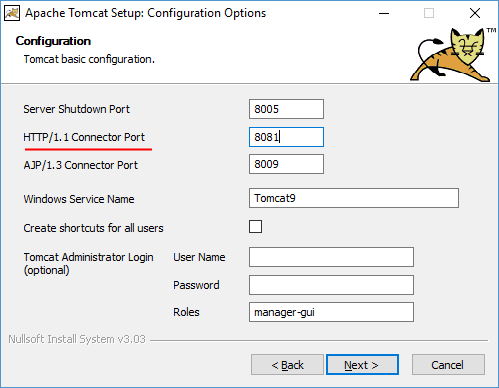 Apache Tomcat Setup: Configuration Options
Configuration
Tomcat basic configuration.
TM
Server Shutdown Port 8005
HTTP/1.1 Connector Port 8081
AJP/1.3 Connector Port 8009
Windows Service Name Tomcat9
Create shortcuts for all users
Tomcat Administrator Login User Name
(optional)
Password
Roles manager-gui
Nullsoft Install System v3.03
< Back Next > Cancel